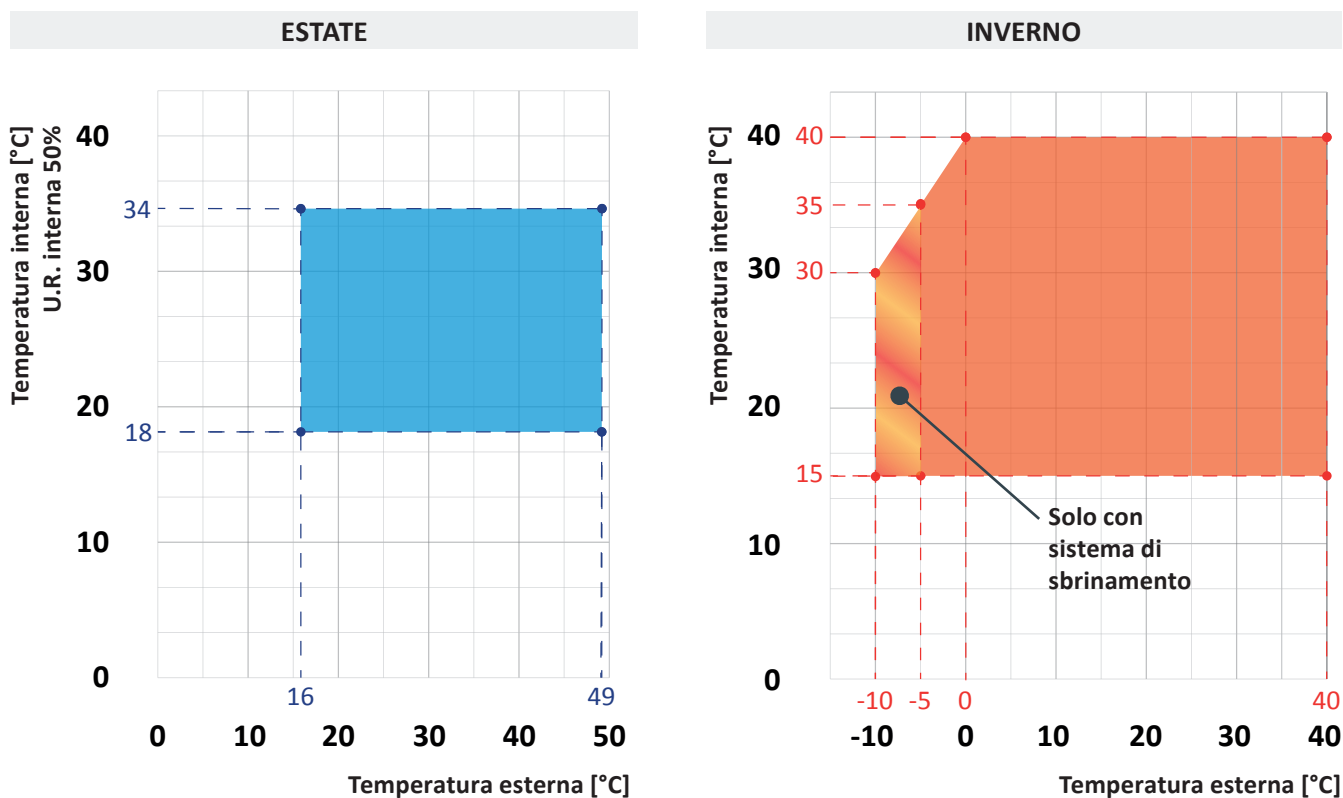 ESTATE
Temperatura interna [°C]
U.R. interna 50%
40
34
30
20
18
10
0
16
49
0 10 20 30 40 50
Temperatura esterna [°C]
INVERNO
Temperatura interna [°C]
40
40
35
30
30
20
15
10
0
Solo con
sistema di
sbrinamento
-10 -5 0 40
-10 0 10 20 30 40
Temperatura esterna [°C]